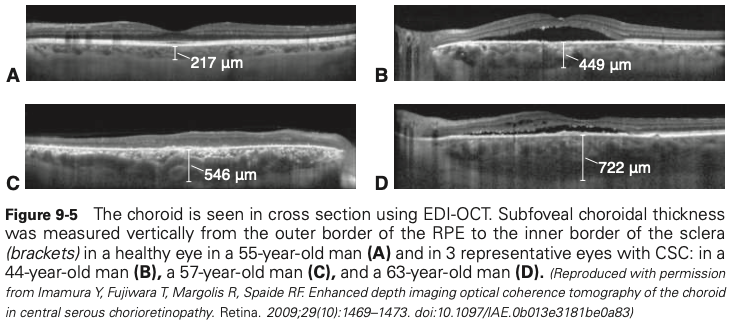 A
217 µm
B
449 µm
C
546 µm
D
722 µm
Figure 9-5 The choroid is seen in cross section using EDI-OCT. Subfoveal choroidal thickness
was measured vertically from the outer border of the RPE to the inner border of the sclera
(brackets) in a healthy eye in a 55-year-old man (A) and in 3 representative eyes with CSC: in a
44-year-old man (B), a 57-year-old man (C), and a 63-year-old man (D). (Reproduced with permission
from Imamura Y, Fujiwara T, Margolis R, Spaide RF. Enhanced depth imaging optical coherence tomography of the choroid
in central serous chorioretinopathy. Retina. 2009;29(10):1469–1473. doi:10.1097/IAE.0b013e3181be0a83)